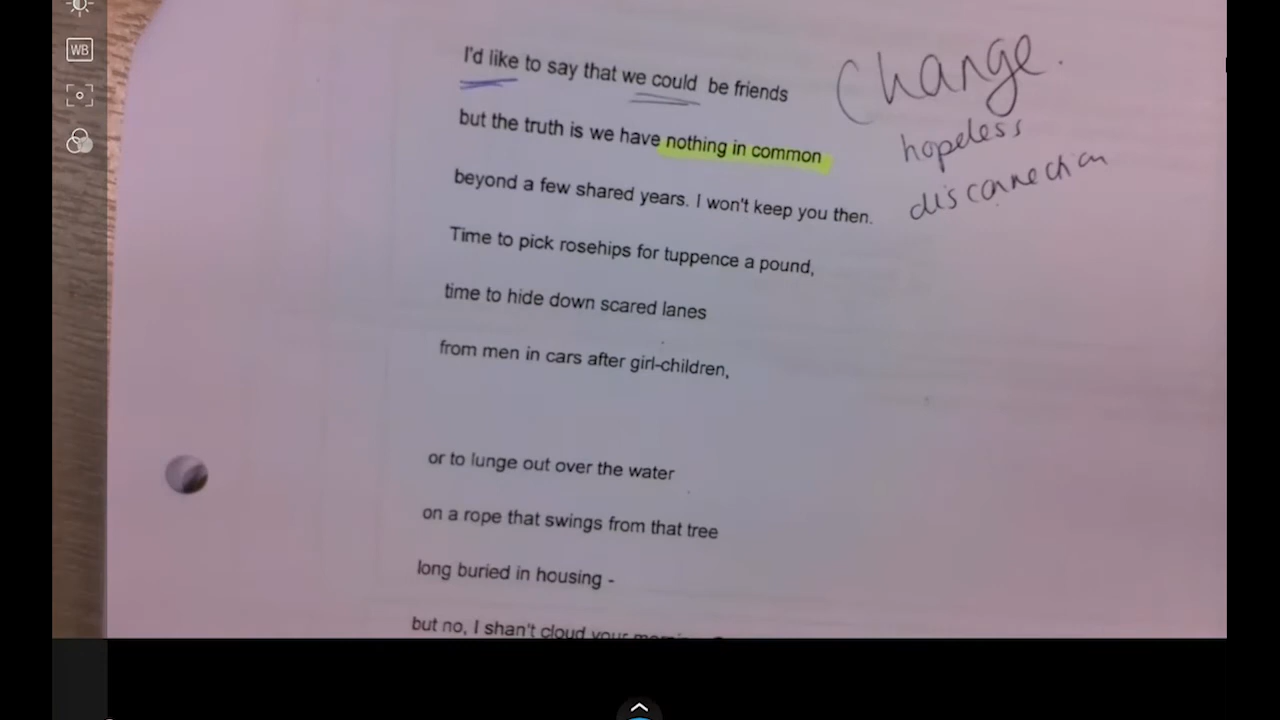 WB
I'd like to say that we could be friends
Change.
but the truth is we have nothing in common
hopeless
beyond a few shared years. I won't keep you then.
disconnection
Time to pick rosehips for tuppence a pound,
time to hide down scared lanes
from men in cars after girl-children,
or to lunge out over the water
on a rope that swings from that tree
long buried in housing -
but no, I shan't cloud your